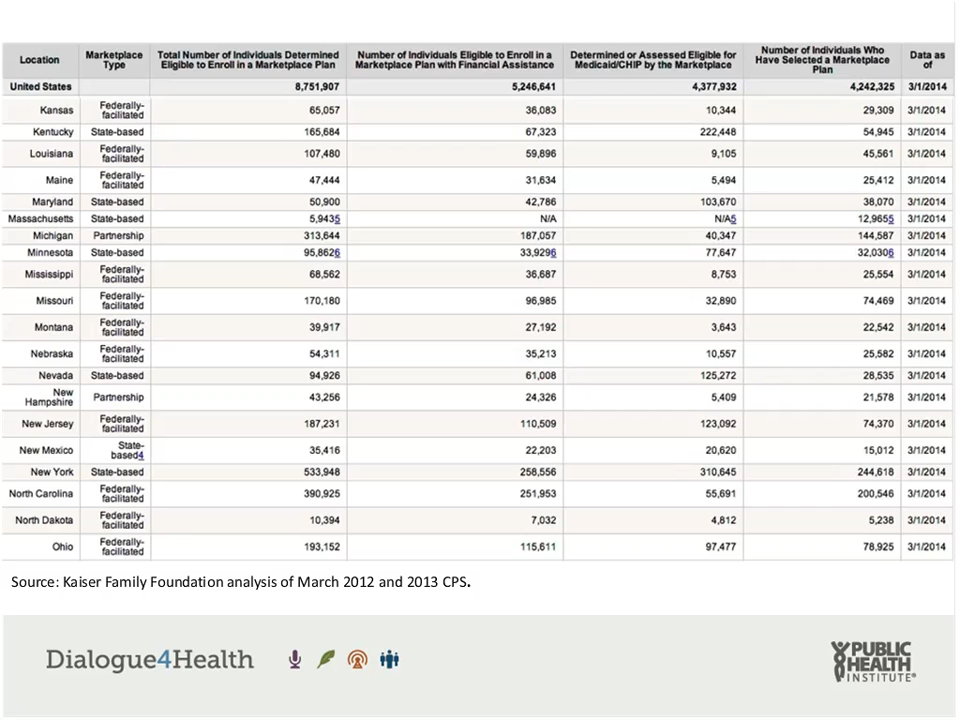 Location Marketplace Type Total Number of Individuals Determined Eligible to Enroll in a Marketplace Plan Number of Individuals Eligible to Enroll in a Marketplace Plan with Financial Assistance Determined or Assessed Eligible for Medicaid/CHIP by the Marketplace Number of Individuals Who Have Selected a Marketplace Plan Data as of
United States 8,751,907 5,246,641 4,377,932 4,242,325 3/1/2014
Kansas Federally-facilitated 65,057 36,083 10,344 29,309 3/1/2014
Kentucky State-based 165,684 67,323 222,448 54,945 3/1/2014
Louisiana Federally-facilitated 107,480 59,896 9,105 45,561 3/1/2014
Maine Federally-facilitated 47,444 31,634 5,494 25,412 3/1/2014
Maryland State-based 50,900 42,786 103,670 38,070 3/1/2014
Massachusetts State-based 5,9435 N/A N/A5 12,9655 3/1/2014
Michigan Partnership 313,644 187,057 40,347 144,587 3/1/2014
Minnesota State-based 95,8626 33,9296 77,647 32,0306 3/1/2014
Mississippi Federally-facilitated 68,562 36,687 8,753 25,554 3/1/2014
Missouri Federally-facilitated 170,180 96,985 32,890 74,469 3/1/2014
Montana Federally-facilitated 39,917 27,192 3,643 22,542 3/1/2014
Nebraska Federally-facilitated 54,311 35,213 10,557 25,582 3/1/2014
Nevada State-based 94,926 61,008 125,272 28,535 3/1/2014
New Hampshire Partnership 43,256 24,326 5,409 21,578 3/1/2014
New Jersey Federally-facilitated 187,231 110,509 123,092 74,370 3/1/2014
New Mexico State-based4 35,416 22,203 20,620 15,012 3/1/2014
New York State-based 533,948 258,556 310,645 244,618 3/1/2014
North Carolina Federally-facilitated 390,925 251,953 55,691 200,546 3/1/2014
North Dakota Federally-facilitated 10,394 7,032 4,812 5,238 3/1/2014
Ohio Federally-facilitated 193,152 115,611 97,477 78,925 3/1/2014
Source: Kaiser Family Foundation analysis of March 2012 and 2013 CPS.
Dialogue4Health
PUBLIC
HEALTH
INSTITUTE®